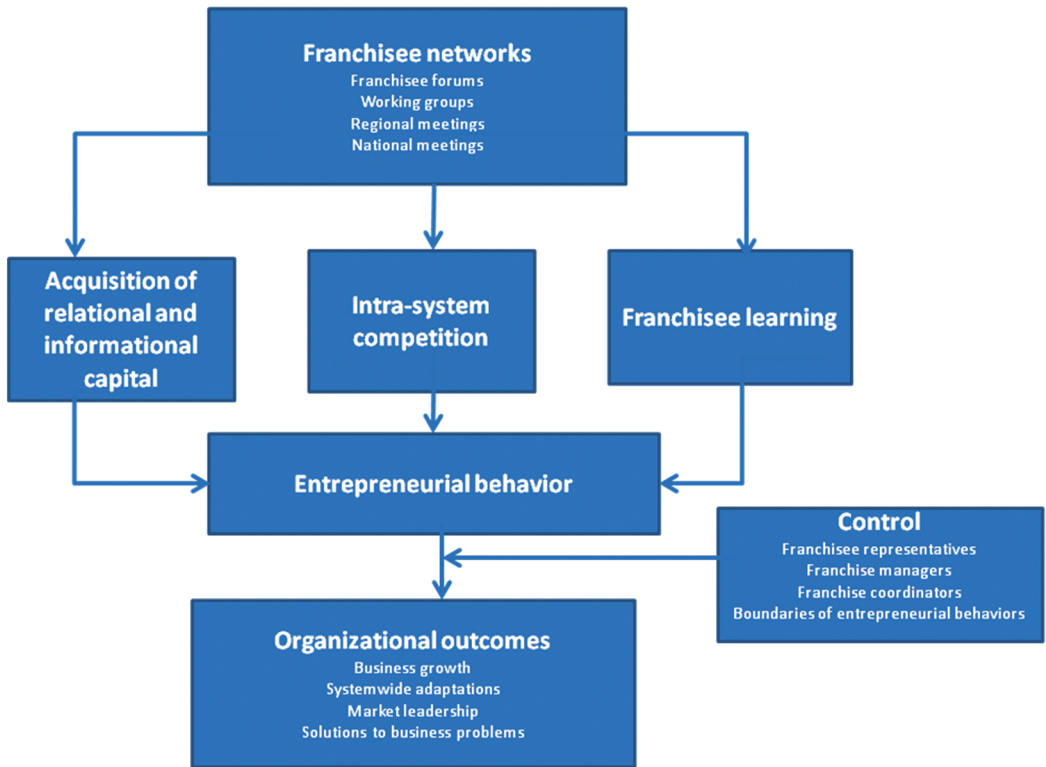 Franchisee networks
Franchisee forums
Working groups
Regional meetings
National meetings
Acquisition of
relational and
informational
capital
Intra-system
competition
Franchisee learning
Entrepreneurial behavior
Control
Franchisee representatives
Franchise managers
Franchise coordinators
Boundaries of entrepreneurial behaviors
Organizational outcomes
Business growth
Systemwide adaptations
Market leadership
Solutions to business problems